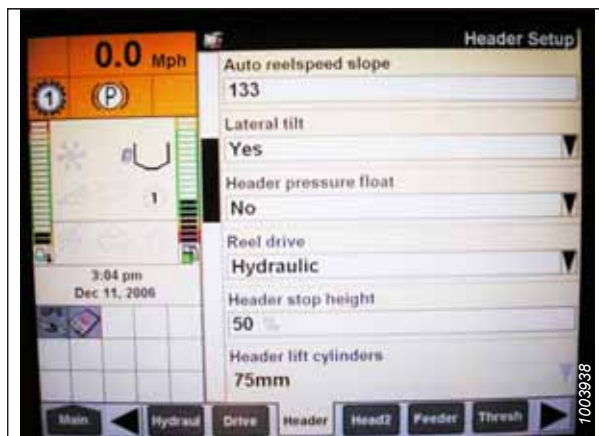 0.0 Mph
1
P
1
3:04 pm
Dec 11, 2006
Header Setup
Auto reelspeed slope
133
Lateral tilt
Yes
Header pressure float
No
Reel drive
Hydraulic
Header stop height
50 %
Header lift cylinders
75mm
Main Hydraul Drive Header Head2 Feeder Thresh
1003938